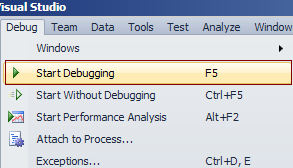 isual Studio
Debug Team Data Tools Test Analyze Window
Windows
Start Debugging F5
Start Without Debugging Ctrl+F5
Start Performance Analysis Alt+F2
Attach to Process...
Exceptions... Ctrl+D, E